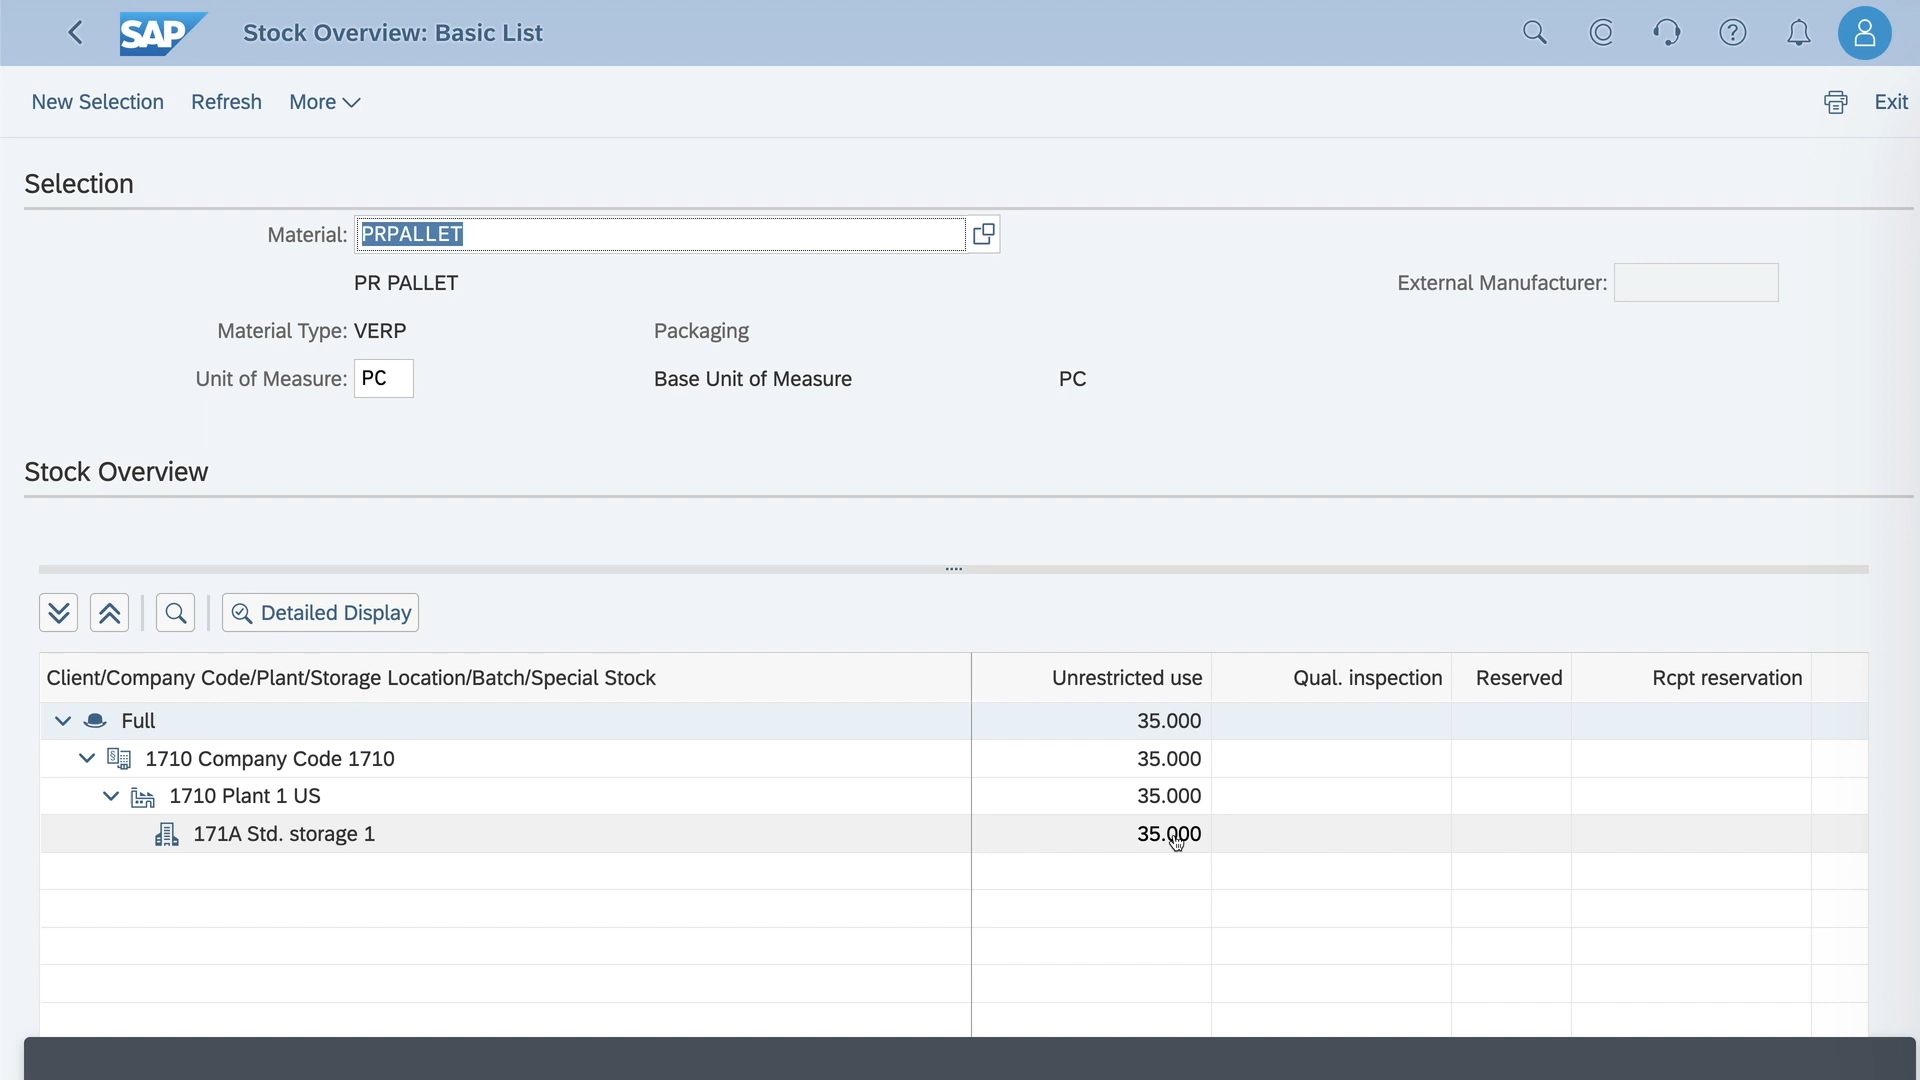 SAP Stock Overview: Basic List
New Selection Refresh More Exit
Selection
Material: PRPALLET
PR PALLET External Manufacturer:
Material Type: VERP Packaging
Unit of Measure: PC Base Unit of Measure PC
Stock Overview
Detailed Display
Client/Company Code/Plant/Storage Location/Batch/Special Stock Unrestricted use Qual. inspection Reserved Rcpt reservation
Full 35.000
1710 Company Code 1710 35.000
1710 Plant 1 US 35.000
171A Std. storage 1 35.000